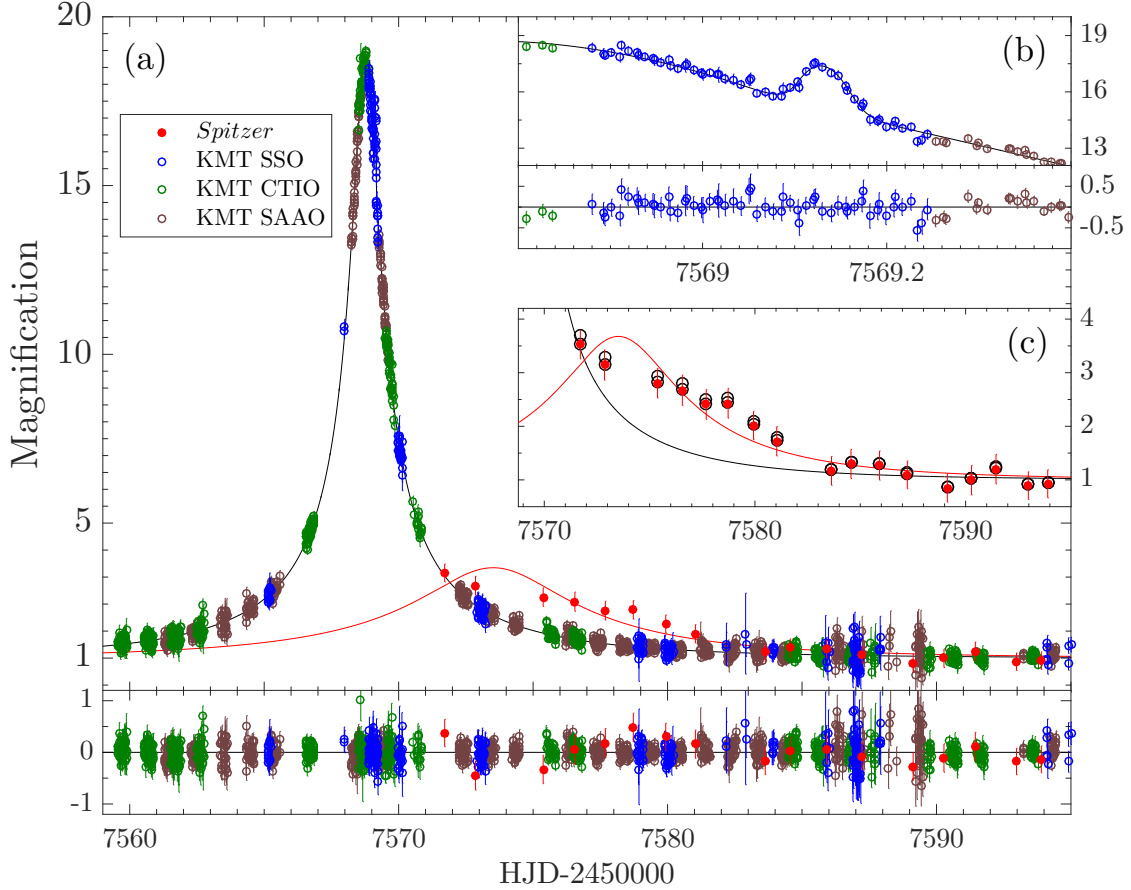 20
15
10
5
1
Magnification
(a)
Spitzer
KMT SSO
KMT CTIO
KMT SAAO
(b)
19
16
13
0.5
-0.5
7569
7569.2
(c)
4
3
2
1
7570
7580
7590
1
0
-1
7560
7570
7580
7590
HJD-2450000